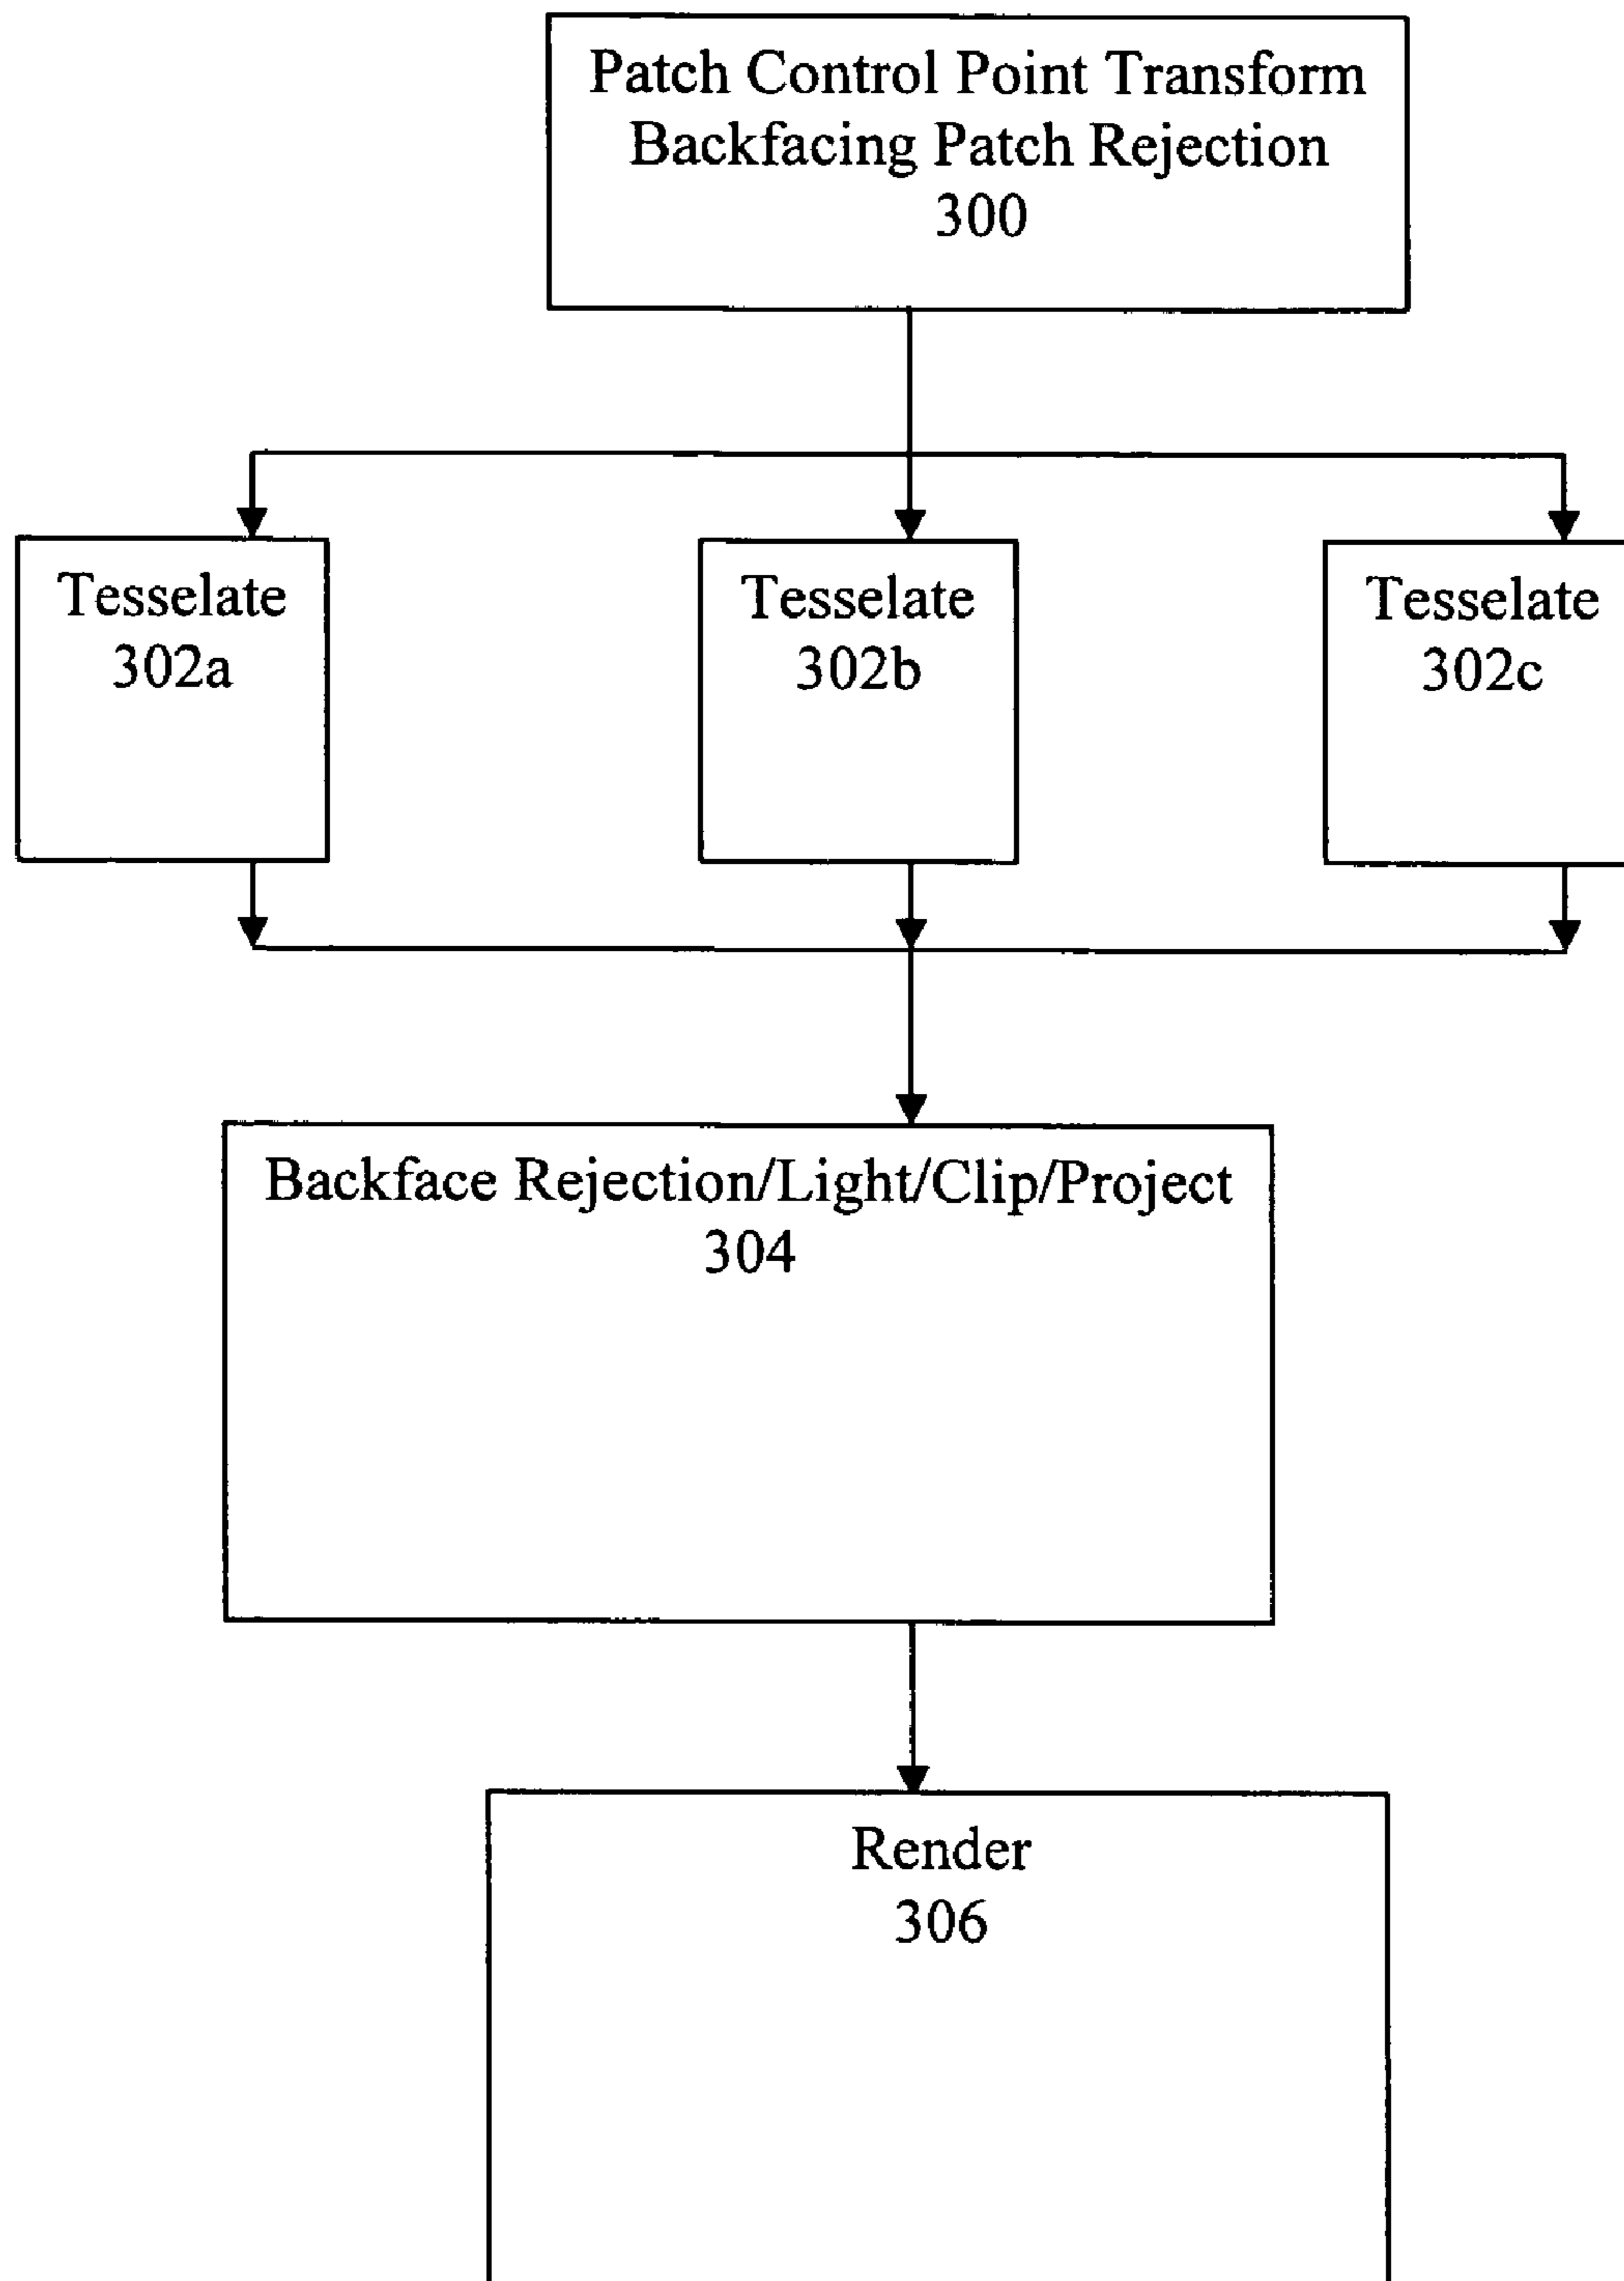 Patch Control Point Transform
Backfacing Patch Rejection
300
Tesselate
302a
Tesselate
302b
Tesselate
302c
Backface Rejection/Light/Clip/Project
304
Render
306